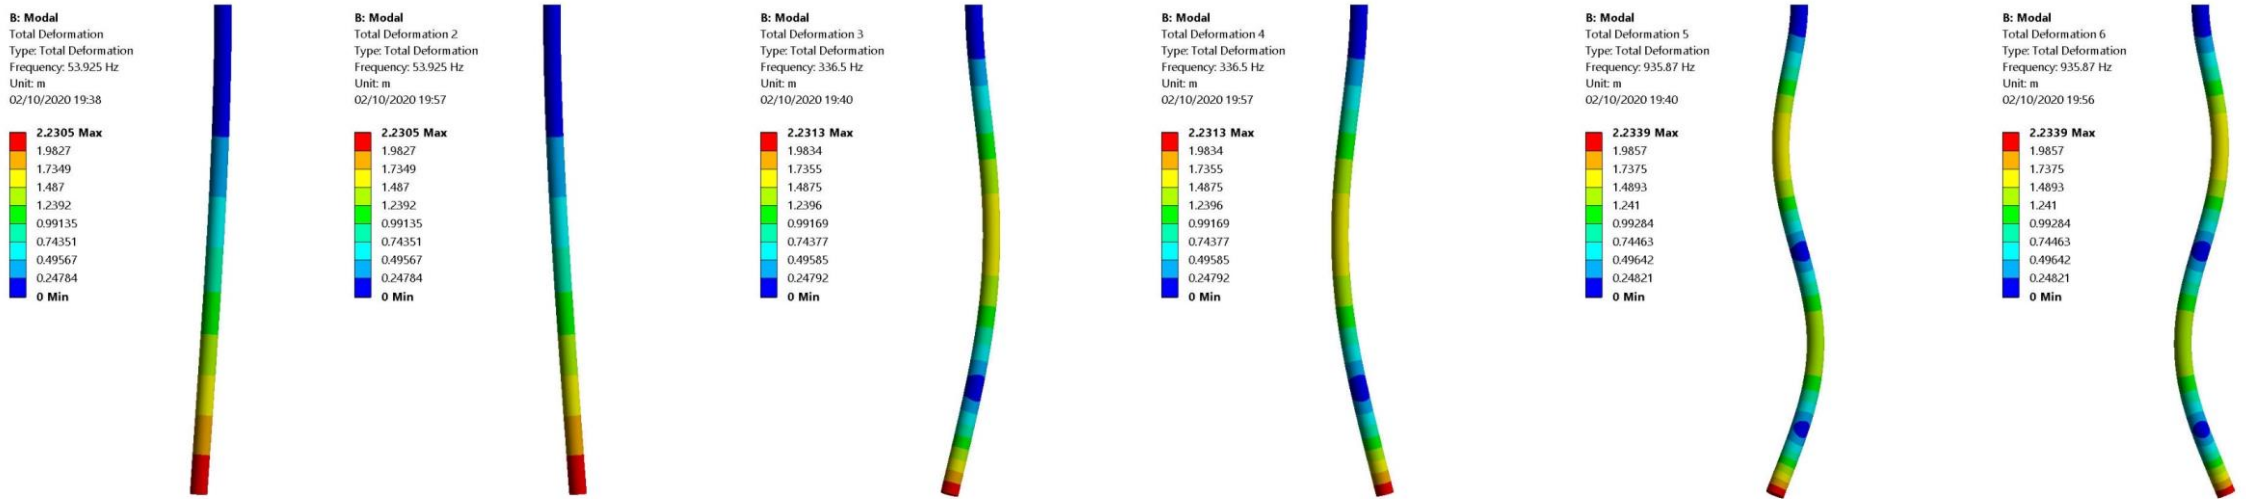 B: Modal
Total Deformation
Type: Total Deformation
Frequency: 53.925 Hz
Unit: m
02/10/2020 19:38
2.2305 Max
1.9827
1.7349
1.487
1.2392
0.99135
0.74351
0.49567
0.24784
0 Min
B: Modal
Total Deformation 2
Type: Total Deformation
Frequency: 53.925 Hz
Unit: m
02/10/2020 19:57
2.2305 Max
1.9827
1.7349
1.487
1.2392
0.99135
0.74351
0.49567
0.24784
0 Min
B: Modal
Total Deformation 3
Type: Total Deformation
Frequency: 336.5 Hz
Unit: m
02/10/2020 19:40
2.2313 Max
1.9834
1.7355
1.4875
1.2396
0.99169
0.74377
0.49585
0.24792
0 Min
B: Modal
Total Deformation 4
Type: Total Deformation
Frequency: 336.5 Hz
Unit: m
02/10/2020 19:57
2.2313 Max
1.9834
1.7355
1.4875
1.2396
0.99169
0.74377
0.49585
0.24792
0 Min
B: Modal
Total Deformation 5
Type: Total Deformation
Frequency: 935.87 Hz
Unit: m
02/10/2020 19:40
2.2339 Max
1.9857
1.7375
1.4893
1.241
0.99284
0.74463
0.49642
0.24821
0 Min
B: Modal
Total Deformation 6
Type: Total Deformation
Frequency: 935.87 Hz
Unit: m
02/10/2020 19:56
2.2339 Max
1.9857
1.7375
1.4893
1.241
0.99284
0.74463
0.49642
0.24821
0 Min